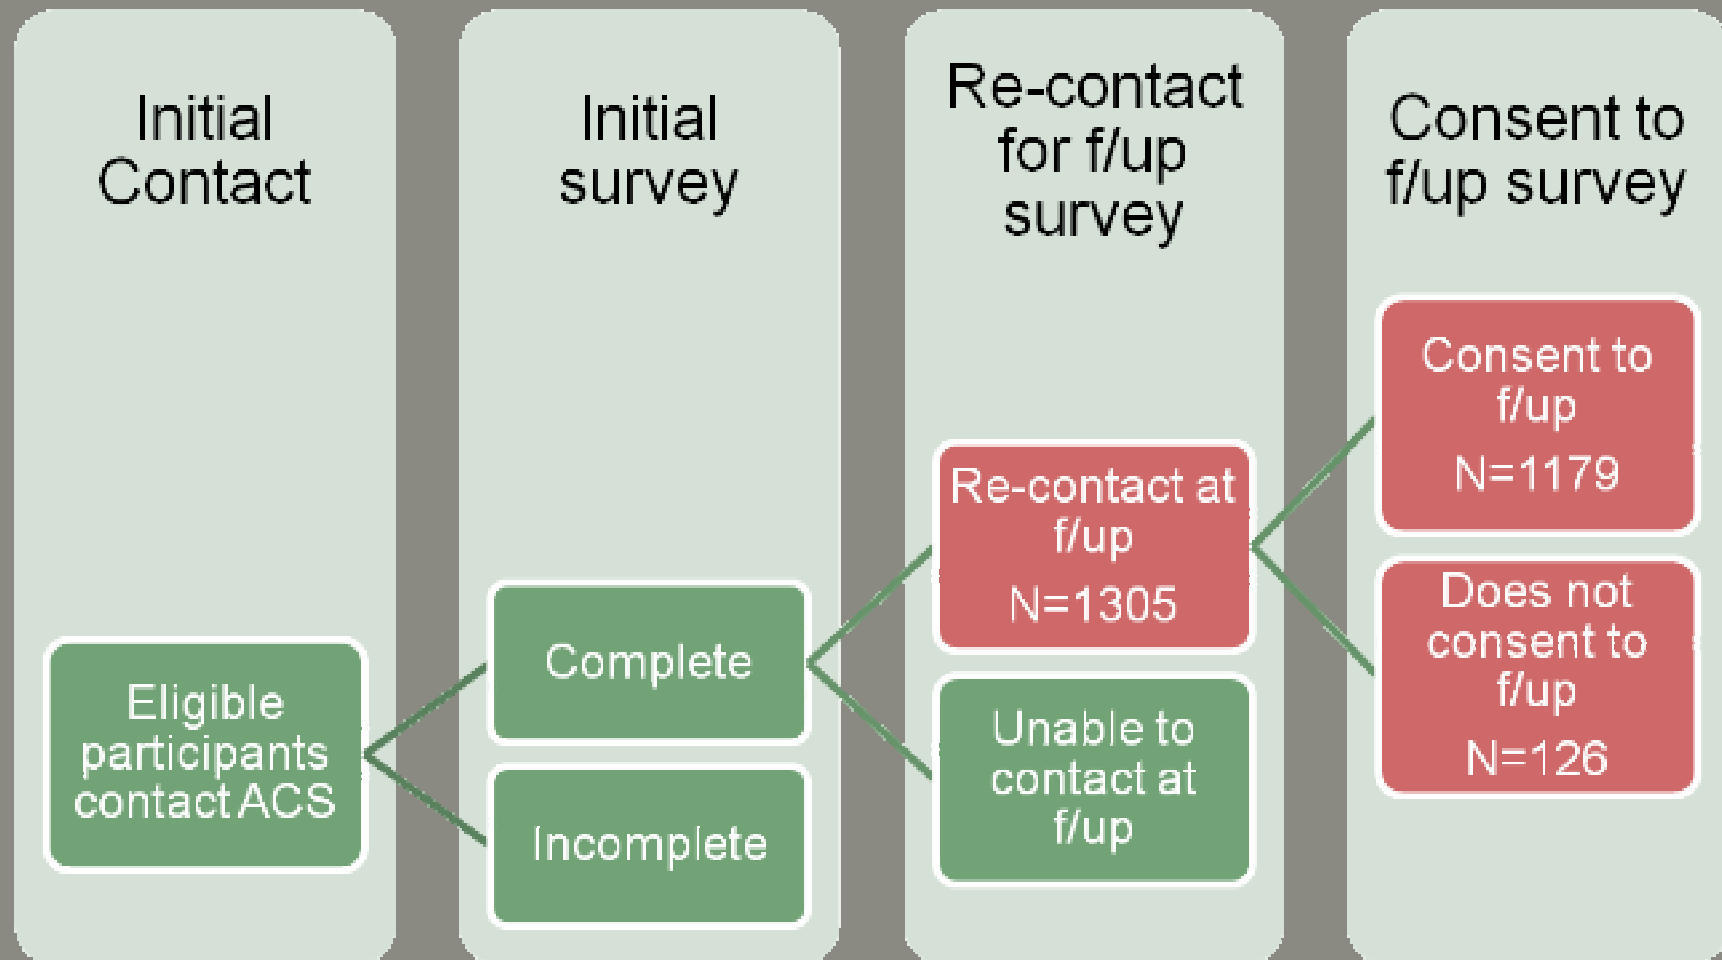 Initial
Contact
Eligible
participants
contact ACS
Initial
survey
Complete
Incomplete
Re-contact
for f/up
survey
Re-contact at
f/up
N=1305
Unable to
contact at
f/up
Consent to
f/up survey
Consent to
f/up
N=1179
Does not
consent to
f/up
N=126